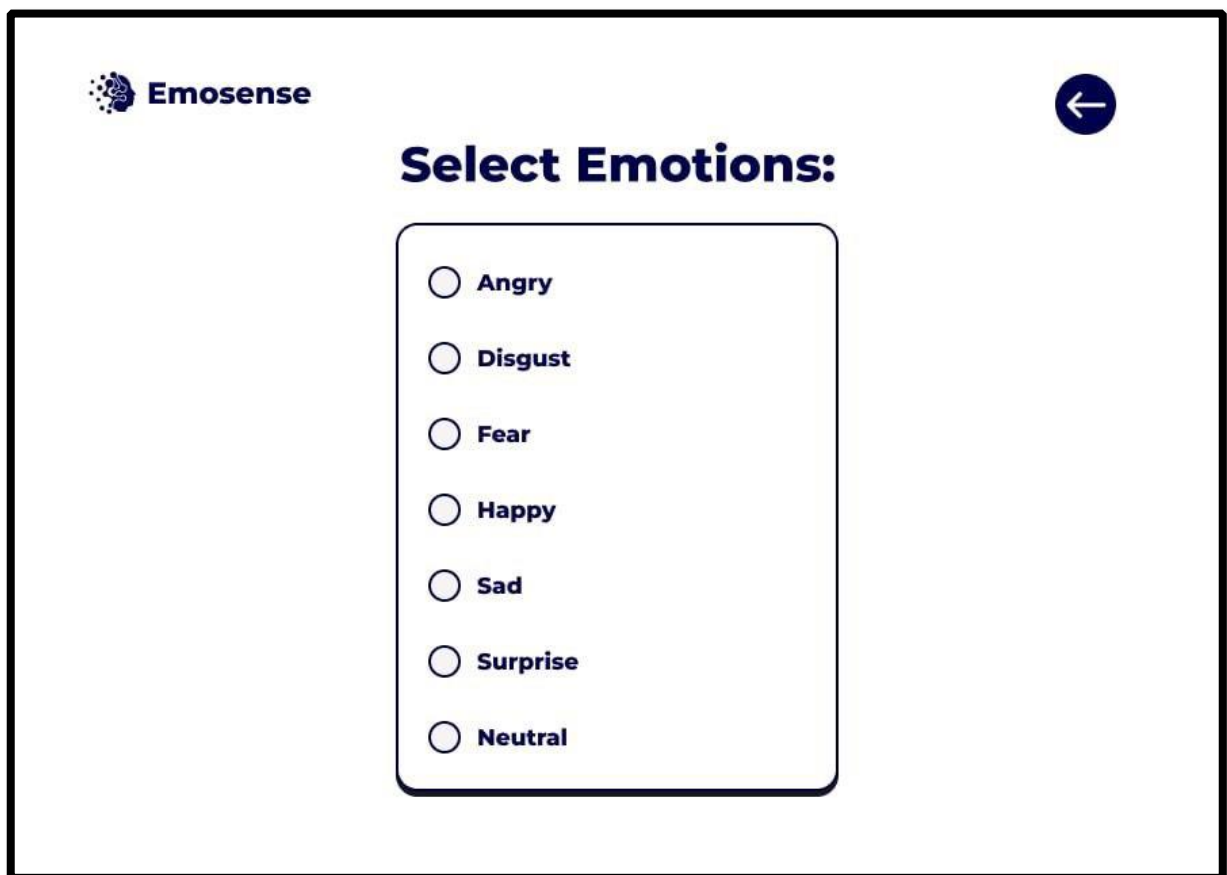 Emosense
Select Emotions:
Angry
Disgust
Fear
Happy
Sad
Surprise
Neutral